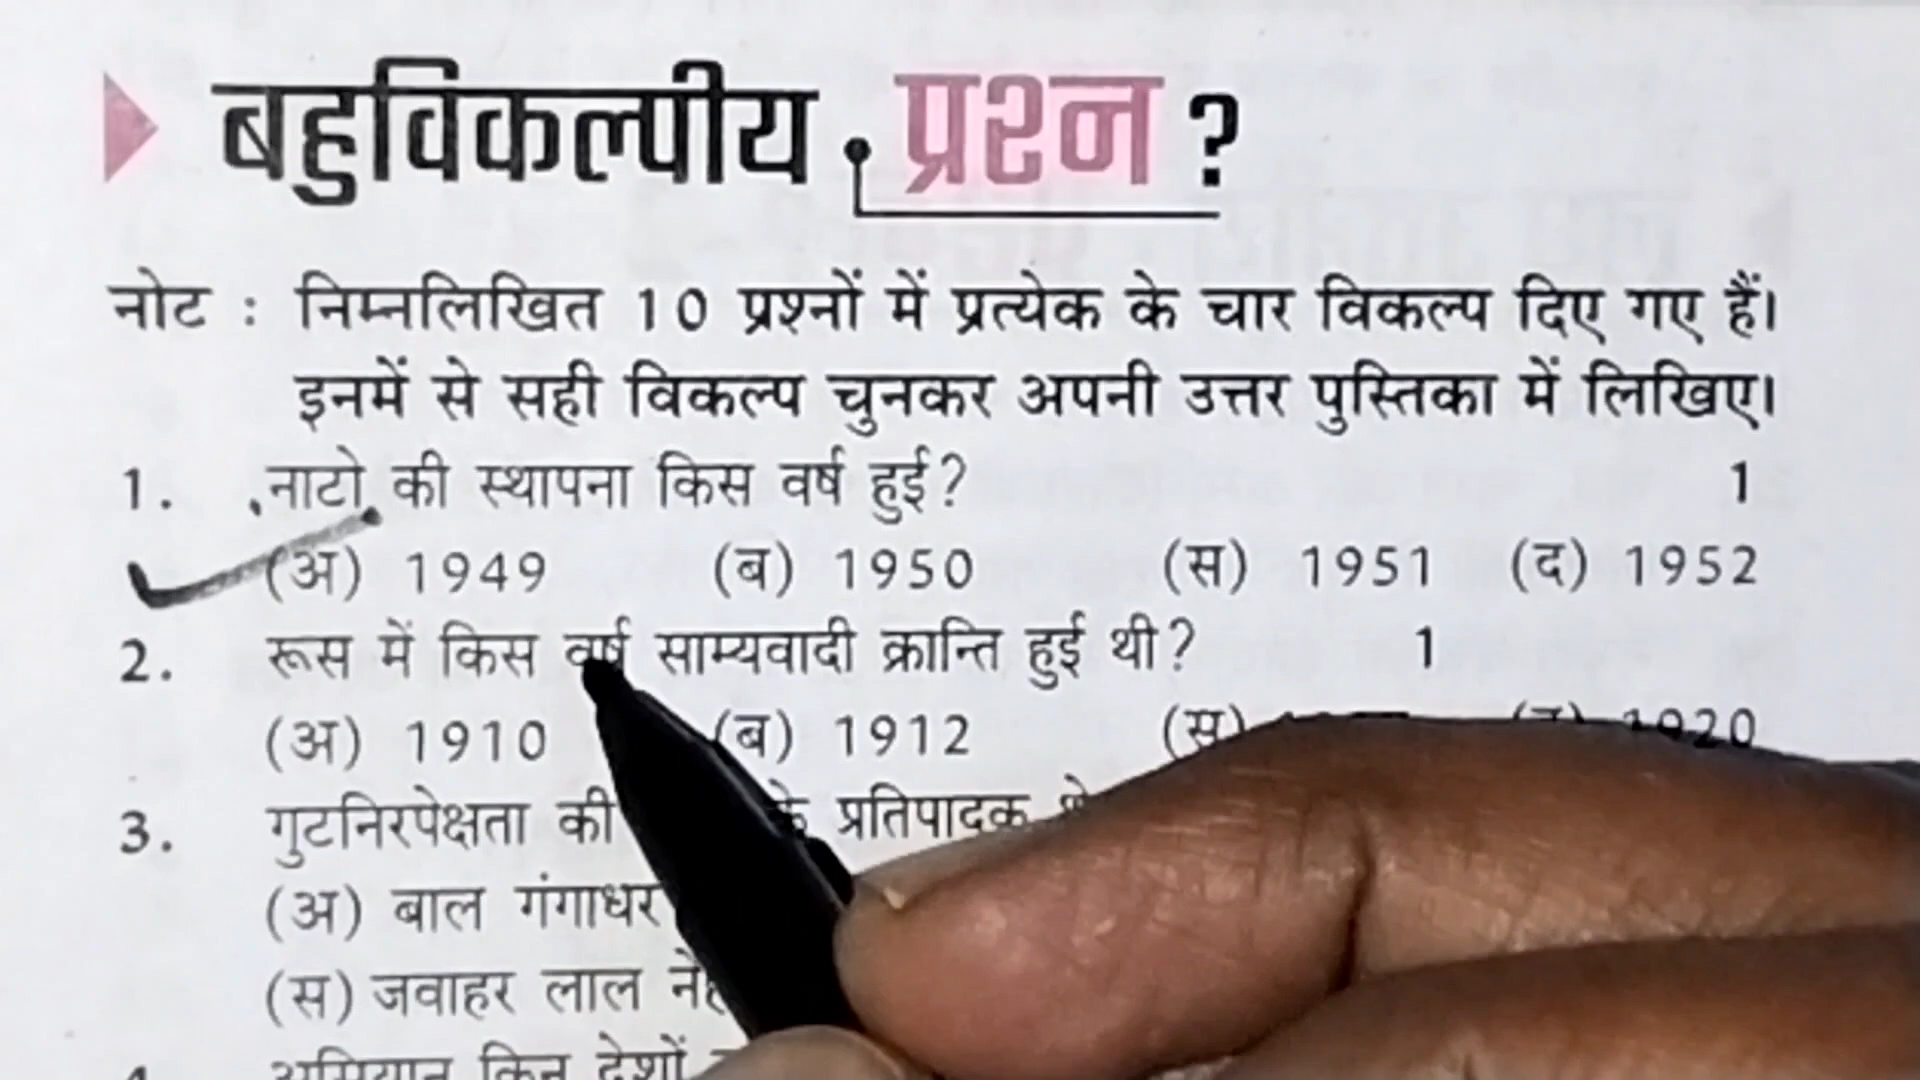 बहुविकल्पीय प्रश्न ?
नोट : निम्नलिखित 10 प्रश्नों में प्रत्येक के चार विकल्प दिए गए हैं।
इनमें से सही विकल्प चुनकर अपनी उत्तर पुस्तिका में लिखिए।
1. नाटो की स्थापना किस वर्ष हुई? 1
(अ) 1949 (ब) 1950 (स) 1951 (द) 1952
2. रूस में किस वर्ष साम्यवादी क्रान्ति हुई थी? 1
(अ) 1910 (ब) 1912 (स) 1920
3. गुटनिरपेक्षता की के प्रतिपादक
(अ) बाल गंगाधर
(स) जवाहर लाल
किन देशों